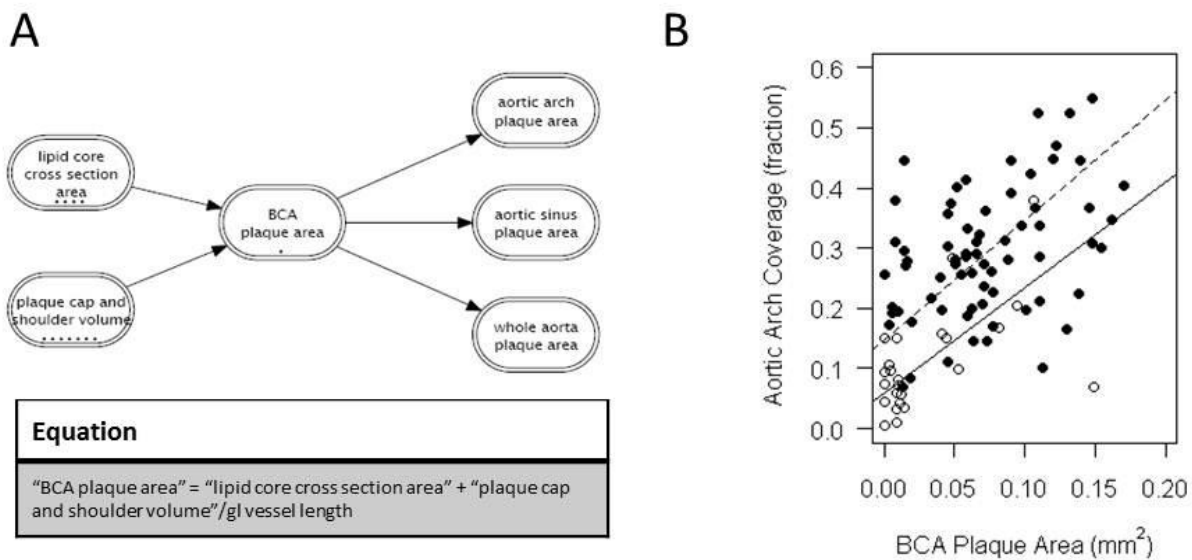 A
lipid core
cross section
area
plaque cap and
shoulder volume
BCA
plaque area
aortic arch
plaque area
aortic sinus
plaque area
whole aorta
plaque area
Equation
“BCA plaque area” = “lipid core cross section area” + “plaque cap
and shoulder volume”/gl vessel length
B
Aortic Arch Coverage (fraction)
0.6
0.5
0.4
0.3
0.2
0.1
0.0
0.00 0.05 0.10 0.15 0.20
BCA Plaque Area (mm²)